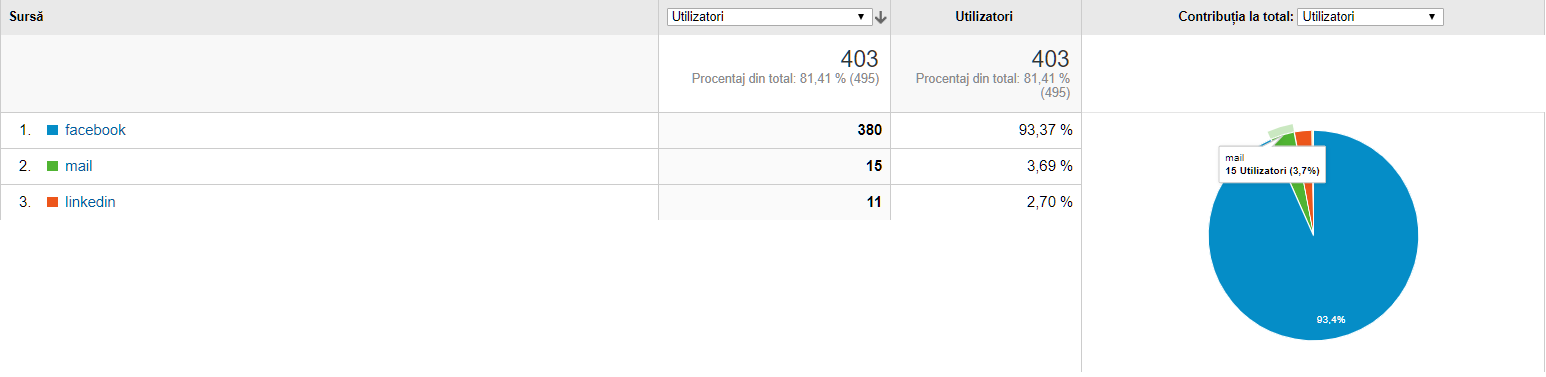 Sursă Utilizatori Utilizatori Contribuția la total: Utilizatori
403 403
Procentaj din total: 81,41 % (495) Procentaj din total: 81,41 %
(495)
1. facebook 380 93,37 %
2. mail 15 3,69 %
3. linkedin 11 2,70 %
mail
15 Utilizatori (3,7%)
93,4%